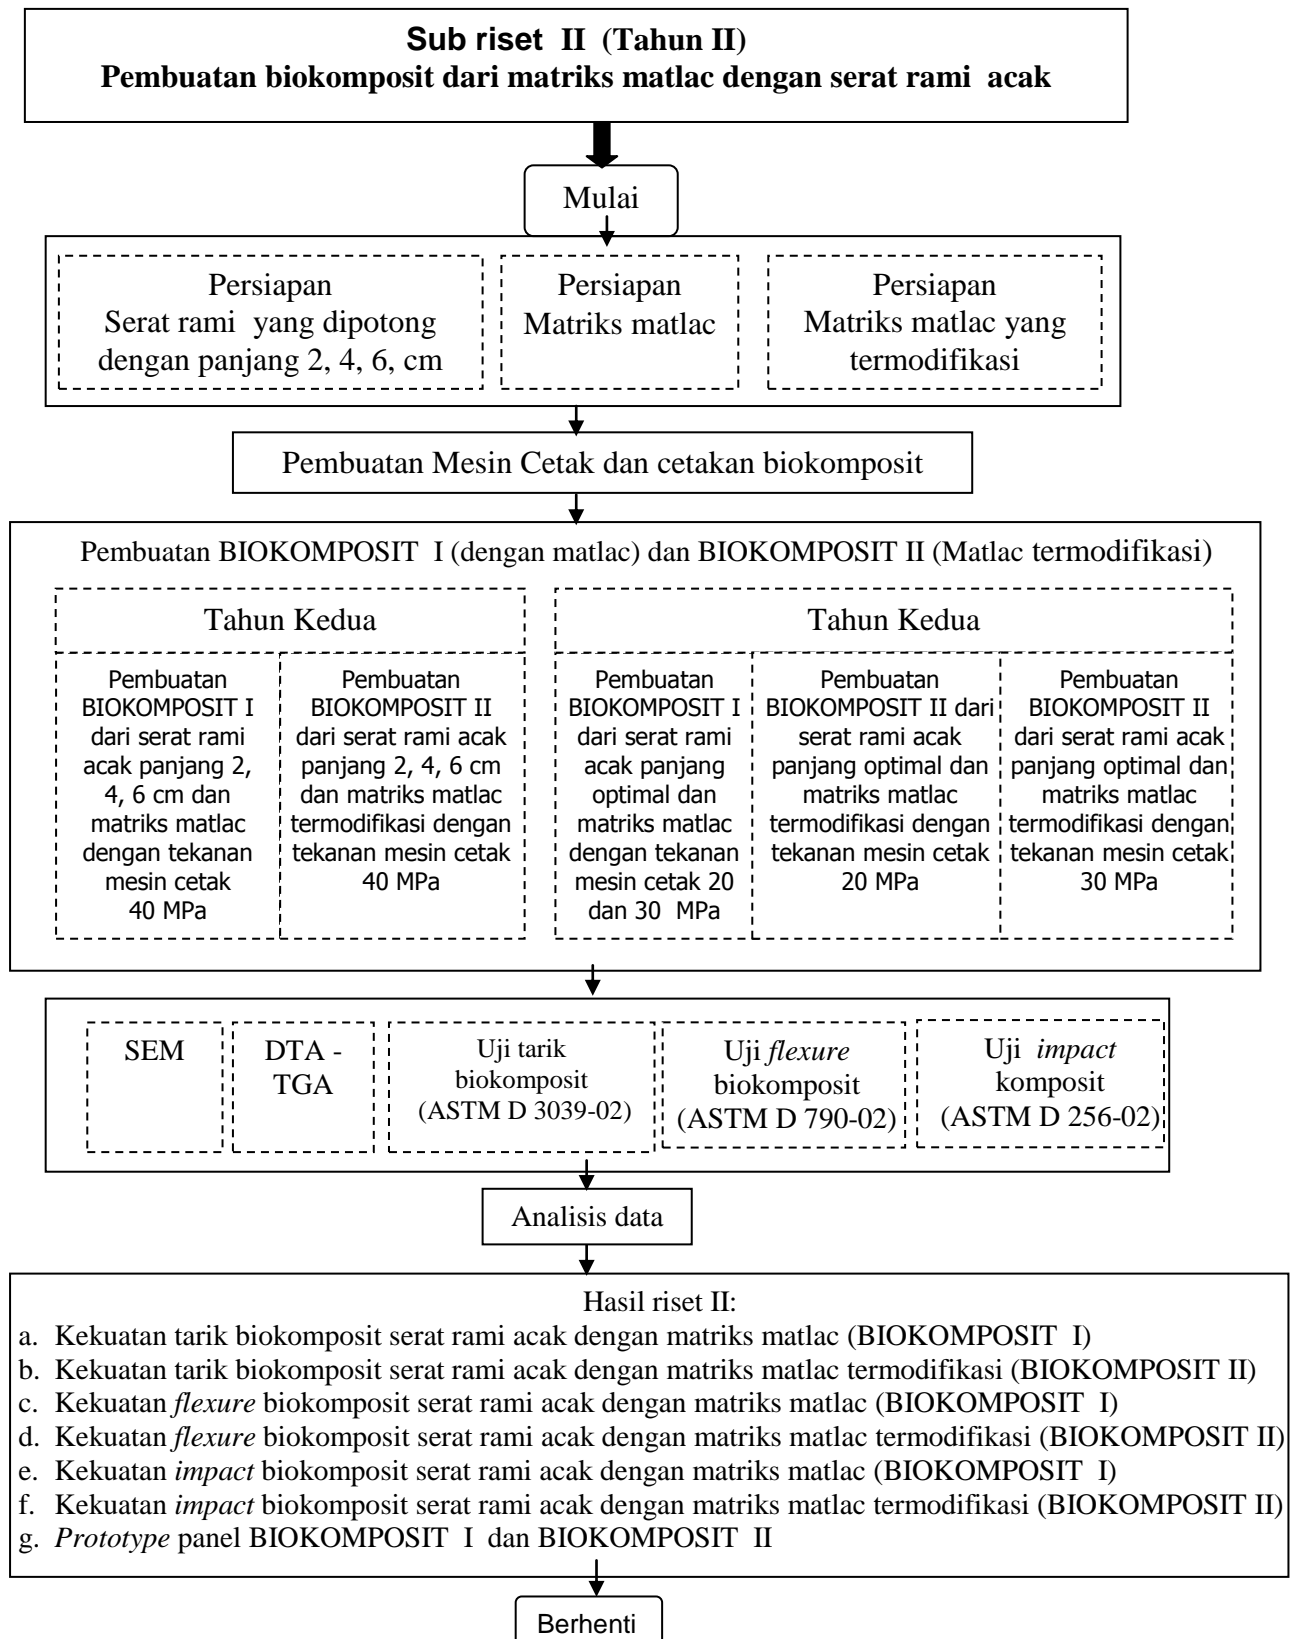 Sub riset II (Tahun II)
Pembuatan biokomposit dari matriks matlac dengan serat rami acak
Mulai
Persiapan
Serat rami yang dipotong
dengan panjang 2, 4, 6, cm
Persiapan
Matriks matlac
Persiapan
Matriks matlac yang
termodifikasi
Pembuatan Mesin Cetak dan cetakan biokomposit
Pembuatan BIOKOMPOSIT I (dengan matlac) dan BIOKOMPOSIT II (Matlac termodifikasi)
Tahun Kedua
Pembuatan
BIOKOMPOSIT I
dari serat rami
acak panjang 2,
4, 6 cm dan
matriks matlac
dengan tekanan
mesin cetak
40 MPa
Pembuatan
BIOKOMPOSIT II
dari serat rami acak
panjang 2, 4, 6 cm
dan matriks matlac
termodifikasi dengan
tekanan mesin cetak
40 MPa
Tahun Kedua
Pembuatan
BIOKOMPOSIT I
dari serat rami
acak panjang
optimal dan
matriks matlac
dengan tekanan
mesin cetak 20
dan 30 MPa
Pembuatan
BIOKOMPOSIT II dari
serat rami acak
panjang optimal dan
matriks matlac
termodifikasi dengan
tekanan mesin cetak
20 MPa
Pembuatan
BIOKOMPOSIT II
dari serat rami acak
panjang optimal dan
matriks matlac
termodifikasi dengan
tekanan mesin cetak
30 MPa
SEM
DTA -
TGA
Uji tarik
biokomposit
(ASTM D 3039-02)
Uji flexure
biokomposit
(ASTM D 790-02)
Uji impact
komposit
(ASTM D 256-02)
Analisis data
Hasil riset II:
a. Kekuatan tarik biokomposit serat rami acak dengan matriks matlac (BIOKOMPOSIT I)
b. Kekuatan tarik biokomposit serat rami acak dengan matriks matlac termodifikasi (BIOKOMPOSIT II)
c. Kekuatan flexure biokomposit serat rami acak dengan matriks matlac (BIOKOMPOSIT I)
d. Kekuatan flexure biokomposit serat rami acak dengan matriks matlac termodifikasi (BIOKOMPOSIT II)
e. Kekuatan impact biokomposit serat rami acak dengan matriks matlac (BIOKOMPOSIT I)
f. Kekuatan impact biokomposit serat rami acak dengan matriks matlac termodifikasi (BIOKOMPOSIT II)
g. Prototype panel BIOKOMPOSIT I dan BIOKOMPOSIT II
Berhenti